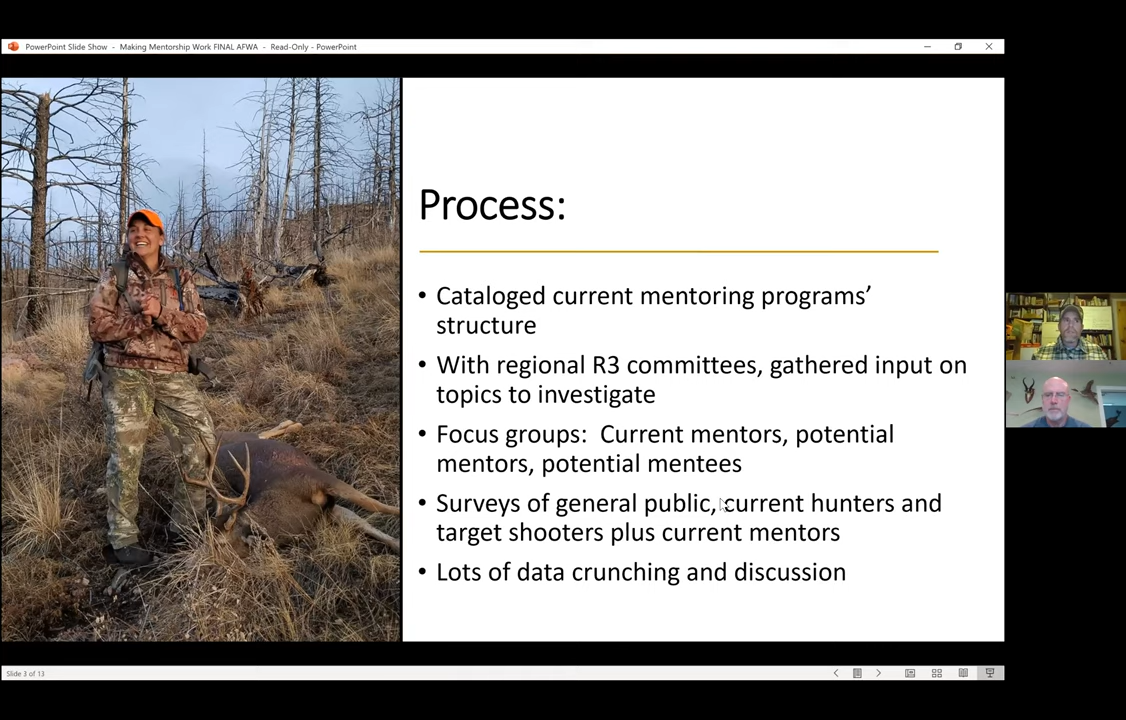 PowerPoint Slide Show - Making Mentorship Work FINAL AFWA - Read-Only - PowerPoint
Process:
• Cataloged current mentoring programs’
structure
• With regional R3 committees, gathered input on
topics to investigate
• Focus groups:  Current mentors, potential
mentors, potential mentees
• Surveys of general public, current hunters and
target shooters plus current mentors
• Lots of data crunching and discussion
Slide 3 of 13